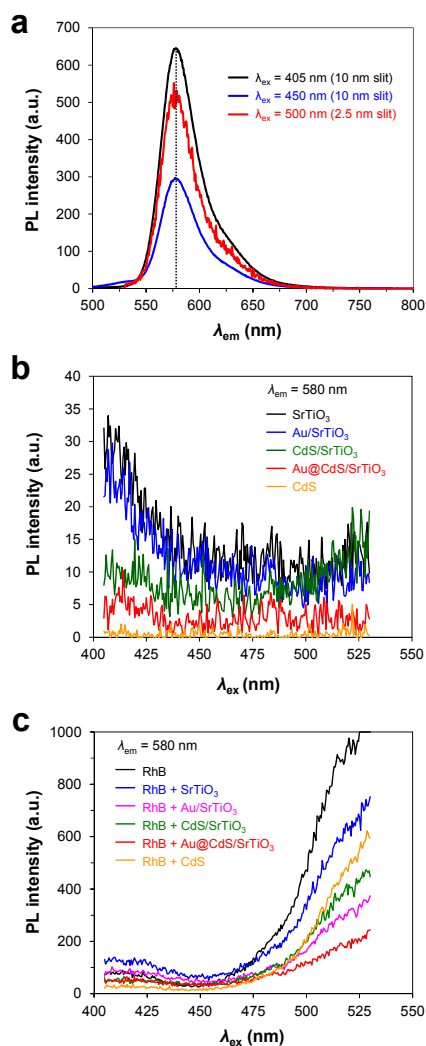 a
700
600
500
400
300
200
100
0
PL intensity (a.u.)
λex = 405 nm (10 nm slit)
λex = 450 nm (10 nm slit)
λex = 500 nm (2.5 nm slit)
500 550 600 650 700 750 800
λem (nm)
b
40
35
30
25
20
15
10
5
0
PL intensity (a.u.)
λem = 580 nm
SrTiO3
Au/SrTiO3
CdS/SrTiO3
Au@CdS/SrTiO3
CdS
400 425 450 475 500 525 550
λex (nm)
c
1000
800
600
400
200
0
PL intensity (a.u.)
λem = 580 nm
RhB
RhB + SrTiO3
RhB + Au/SrTiO3
RhB + CdS/SrTiO3
RhB + Au@CdS/SrTiO3
RhB + CdS
400 425 450 475 500 525 550
λex (nm)